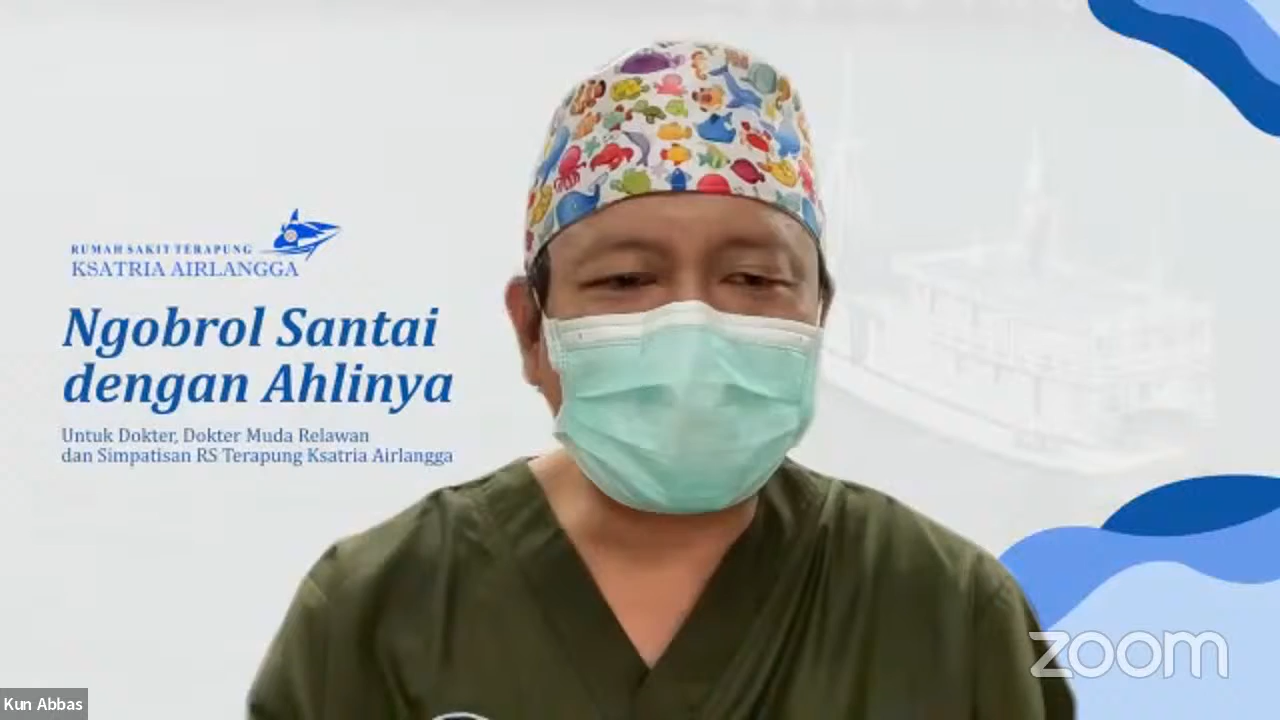 RUMAH SAKIT TERAPUNG
KSATRIA AIRLANGGA
Ngobrol Santai
dengan Ahlinya
Untuk Dokter, Dokter Muda Relawan
dan Simpatisan RS Terapung Ksatria Airlangga
zoom
Kun Abbas